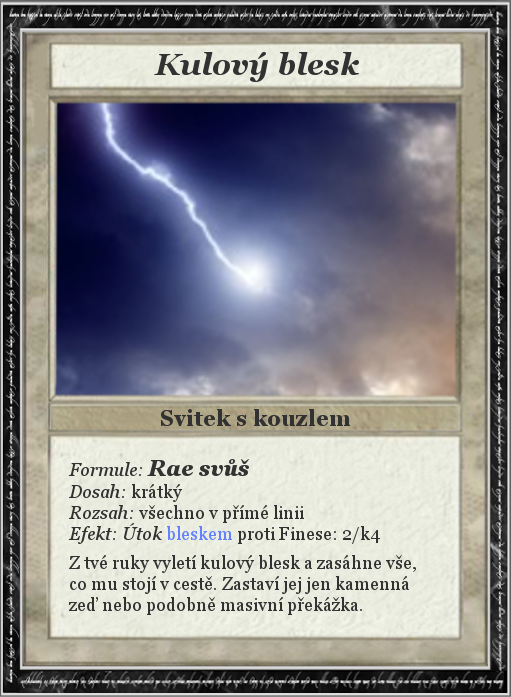 Kulový blesk
Svitek s kouzlem
Formule: Rae svůš
Dosah: krátký
Rozsah: všechno v přímé linii
Efekt: Útok bleskem proti Finese: 2/k4
Z tvé ruky vyletí kulový blesk a zasáhne vše,
co mu stojí v cestě. Zastaví jej jen kamenná
zeď nebo podobně masivní překážka.